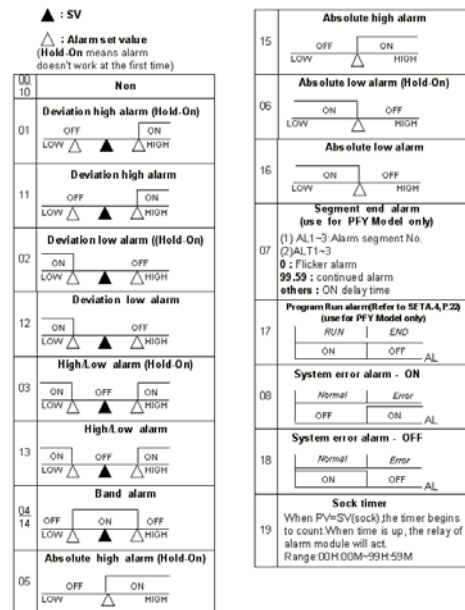 ▲ : SV
△ : Alarm set value
(Hold-On means alarm
doesn't work at the first time)
00
10
Non
01
Deviation high alarm (Hold-On)
OFF ON
LOW HIGH
11
Deviation high alarm
OFF ON
LOW HIGH
02
Deviation low alarm ((Hold-On)
ON OFF
LOW HIGH
12
Deviation low alarm
ON OFF
LOW HIGH
03
High/Low alarm (Hold-On)
ON OFF ON
LOW HIGH
13
High/Low alarm
ON OFF ON
LOW HIGH
04
14
Band alarm
OFF ON OFF
LOW HIGH
05
Absolute high alarm (Hold-On)
OFF ON
LOW HIGH
15
Absolute high alarm
OFF ON
LOW HIGH
06
Absolute low alarm (Hold-On)
ON OFF
LOW HIGH
16
Absolute low alarm
ON OFF
LOW HIGH
07
Segment end alarm
(use for PFY Model only)
(1) AL1~3:Alarm segment No.
(2)ALT1~3
0 : Flicker alarm
99.59 : continued alarm
others : ON delay time
17
Program Run alarm(Refer to SETA.4,P.22)
(use for PFY Model only)
RUN END
ON OFF AL
08
System error alarm - ON
Normal Error
OFF ON AL
18
System error alarm - OFF
Normal Error
ON OFF AL
19
Sock timer
When PV=SV(sock),the timer begins
to count.When time is up, the relay of
alarm module will act.
Range:00H:00M~99H:59M